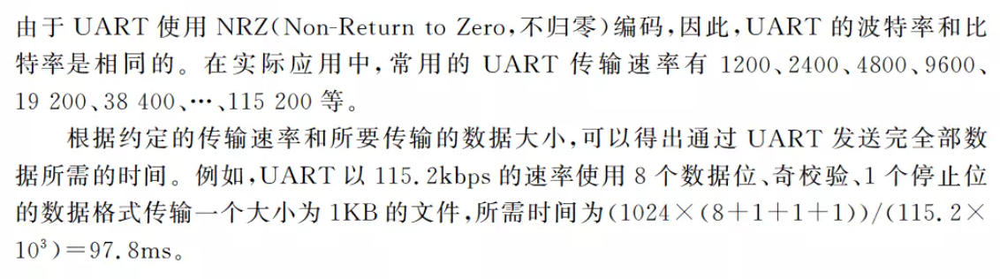 由于 UART 使用 NRZ(Non-Return to Zero,不归零)编码,因此,UART 的波特率和比
特率是相同的。在实际应用中,常用的 UART 传输速率有 1200、2400、4800、9600、
19 200、38 400、…、115 200 等。
根据约定的传输速率和所要传输的数据大小,可以得出通过 UART 发送完全部数
据所需的时间。例如,UART 以 115.2kbps 的速率使用 8 个数据位、奇校验、1 个停止位
的数据格式传输一个大小为 1KB 的文件,所需时间为(1024×(8+1+1+1))/(115.2×
10³)=97.8ms。